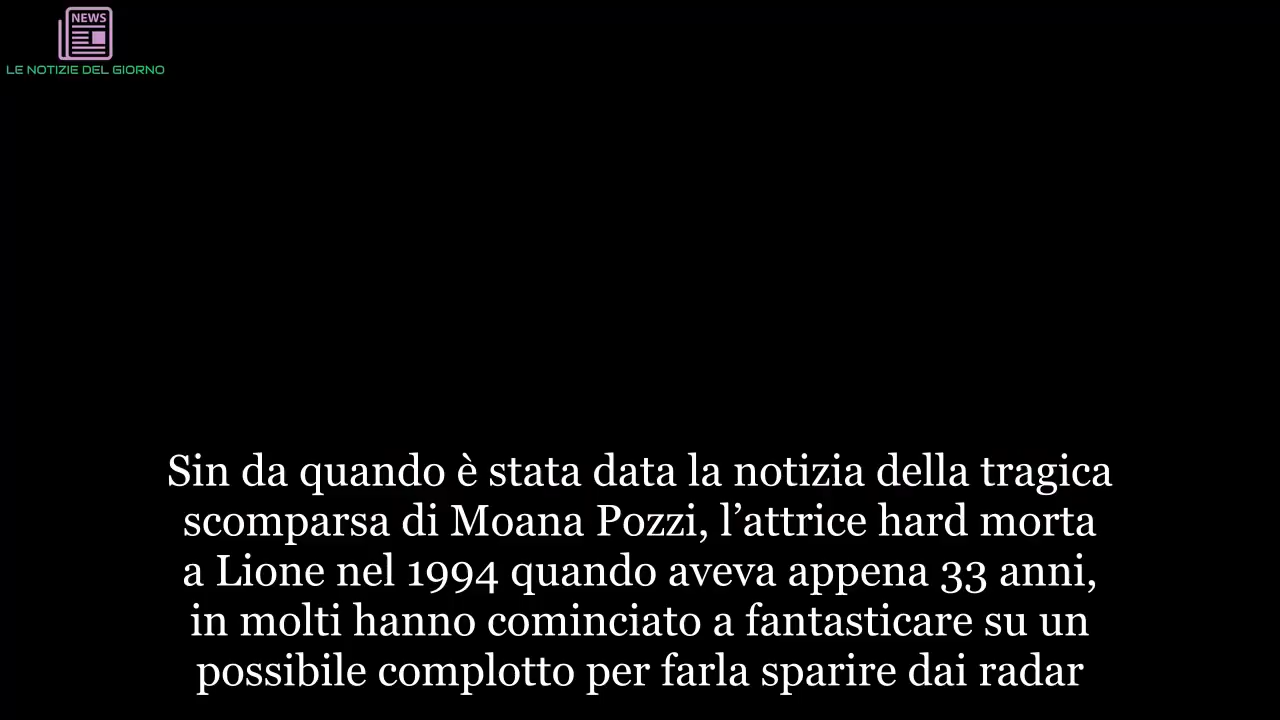 NEWS
LE NOTIZIE DEL GIORNO
Sin da quando è stata data la notizia della tragica
scomparsa di Moana Pozzi, l’attrice hard morta
a Lione nel 1994 quando aveva appena 33 anni,
in molti hanno cominciato a fantasticare su un
possibile complotto per farla sparire dai radar